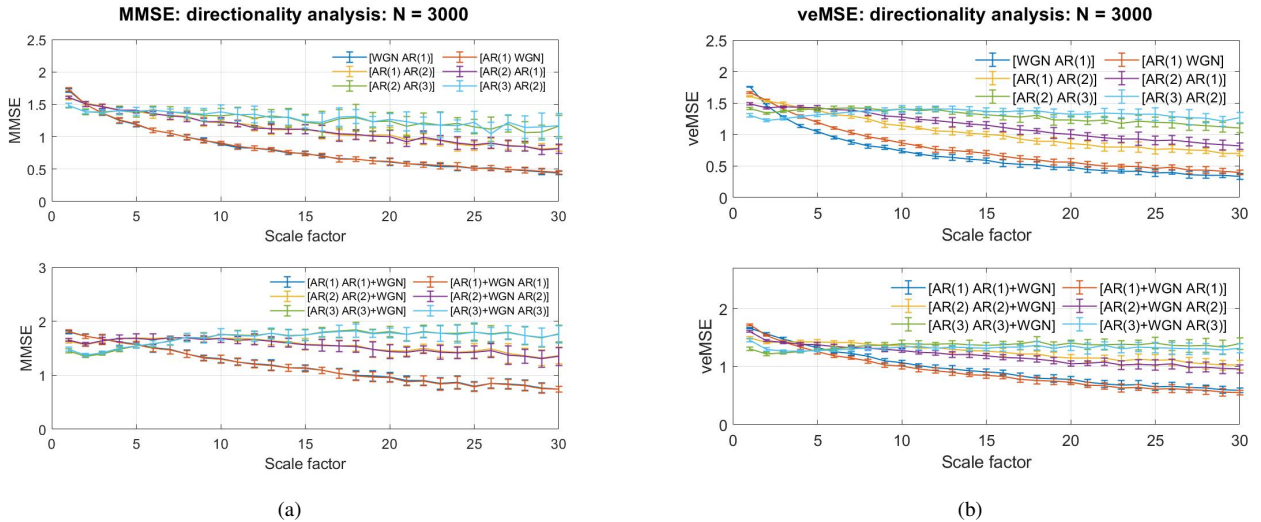 MMSE: directionality analysis: N = 3000
2.5
2
1.5
1
0.5
0
MMSE
[WGN AR(1)] [AR(1) WGN]
[AR(1) AR(2)] [AR(2) AR(1)]
[AR(2) AR(3)] [AR(3) AR(2)]
0 5 10 15 20 25 30
Scale factor
3
2
1
0
MMSE
[AR(1) AR(1)+WGN] [AR(1)+WGN AR(1)]
[AR(2) AR(2)+WGN] [AR(2)+WGN AR(2)]
[AR(3) AR(3)+WGN] [AR(3)+WGN AR(3)]
0 5 10 15 20 25 30
Scale factor
(a)
veMSE: directionality analysis: N = 3000
2.5
2
1.5
1
0.5
0
veMSE
[WGN AR(1)] [AR(1) WGN]
[AR(1) AR(2)] [AR(2) AR(1)]
[AR(2) AR(3)] [AR(3) AR(2)]
0 5 10 15 20 25 30
Scale factor
2
1
0
veMSE
[AR(1) AR(1)+WGN] [AR(1)+WGN AR(1)]
[AR(2) AR(2)+WGN] [AR(2)+WGN AR(2)]
[AR(3) AR(3)+WGN] [AR(3)+WGN AR(3)]
0 5 10 15 20 25 30
Scale factor
(b)